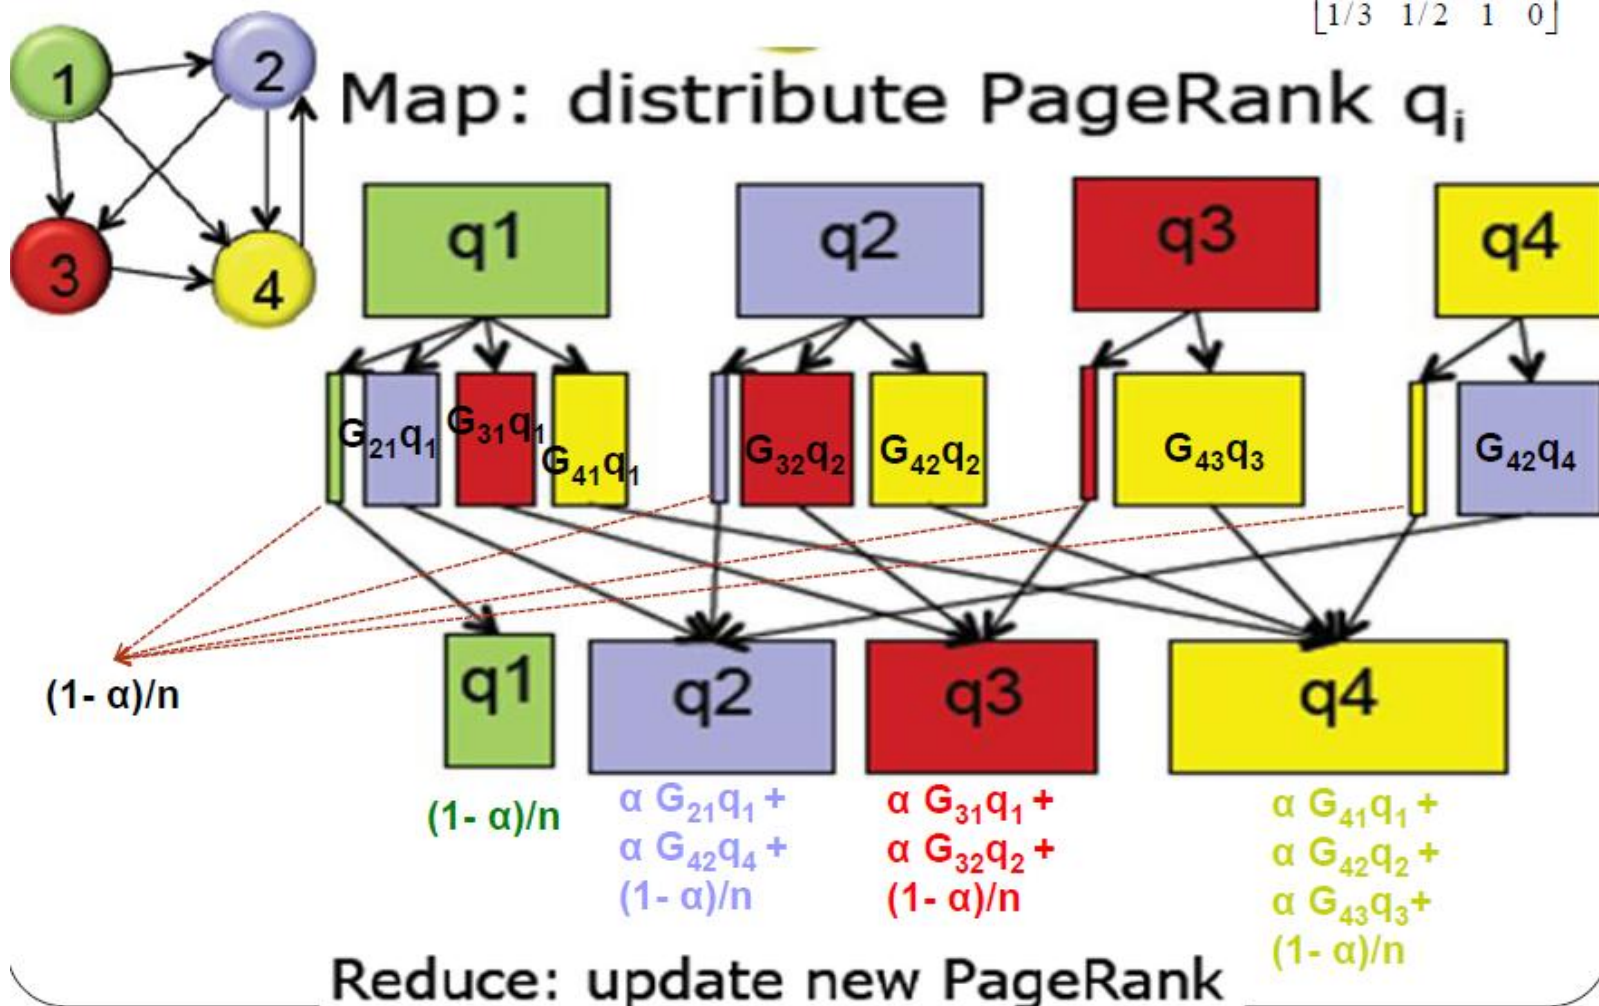 [1/3 1/2 1 0]
1
2
3
4
Map: distribute PageRank qᵢ
q1
q2
q3
q4
G₂₁q₁
G₃₁q₁
G₄₁q₁
G₃₂q₂
G₄₂q₂
G₄₃q₃
G₄₂q₄
(1- α)/n
q1
q2
q3
q4
(1- α)/n
α G₂₁q₁ +
α G₄₂q₄ +
(1- α)/n
α G₃₁q₁ +
α G₃₂q₂ +
(1- α)/n
α G₄₁q₁ +
α G₄₂q₂ +
α G₄₃q₃+
(1- α)/n
Reduce: update new PageRank